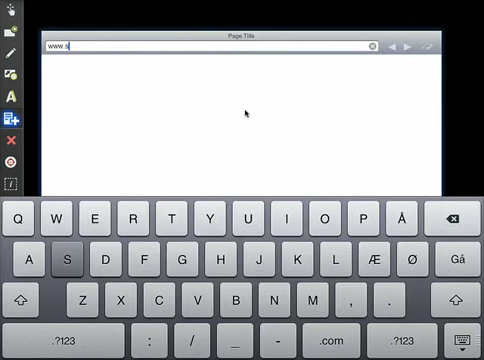 Page Title
www.s
A
Q W E R T Y U I O P Å
A S D F G H J K L Æ Ø Gå
Z X C V B N M , .
.?123 : / _ - .com .?123